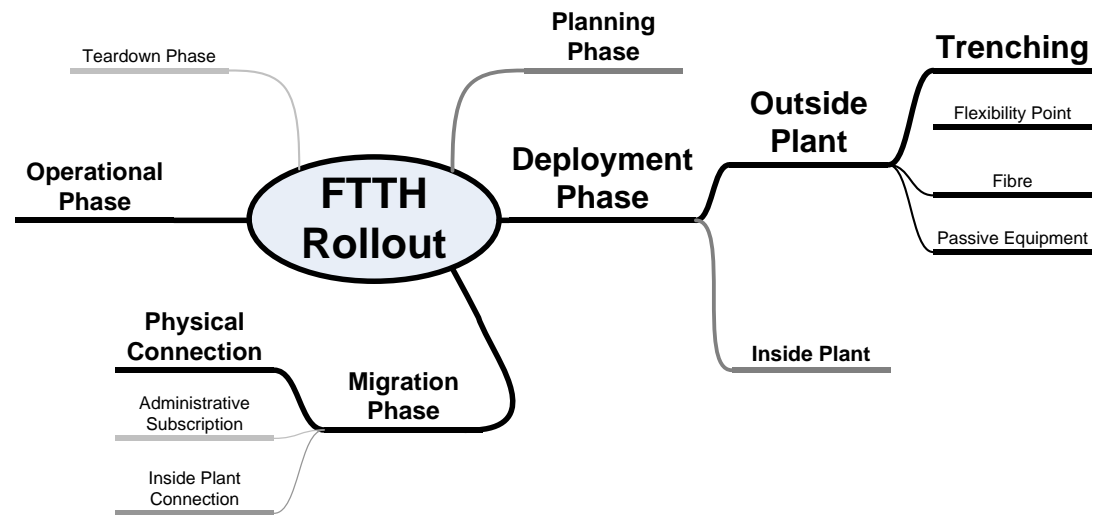 Teardown Phase
Planning
Phase
Trenching
Outside
Plant
Flexibility Point
Operational
Phase
FTTH
Rollout
Deployment
Phase
Fibre
Passive Equipment
Physical
Connection
Migration
Phase
Inside Plant
Administrative
Subscription
Inside Plant
Connection